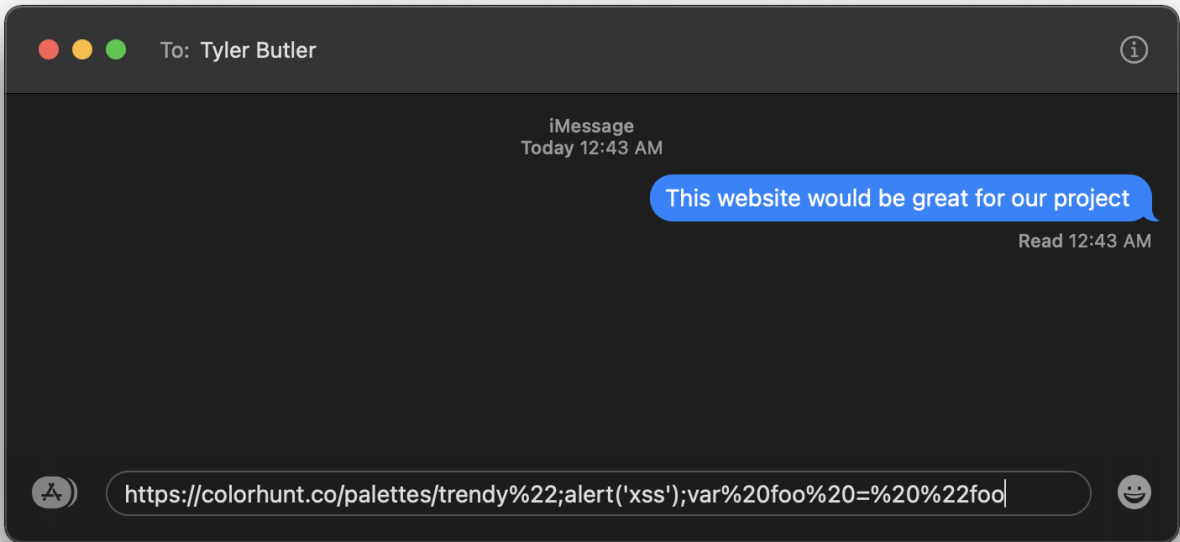 To: Tyler Butler
iMessage
Today 12:43 AM
This website would be great for our project
Read 12:43 AM
https://colorhunt.co/palettes/trendy%22;alert('xss');var%20foo%20=%20%22foo